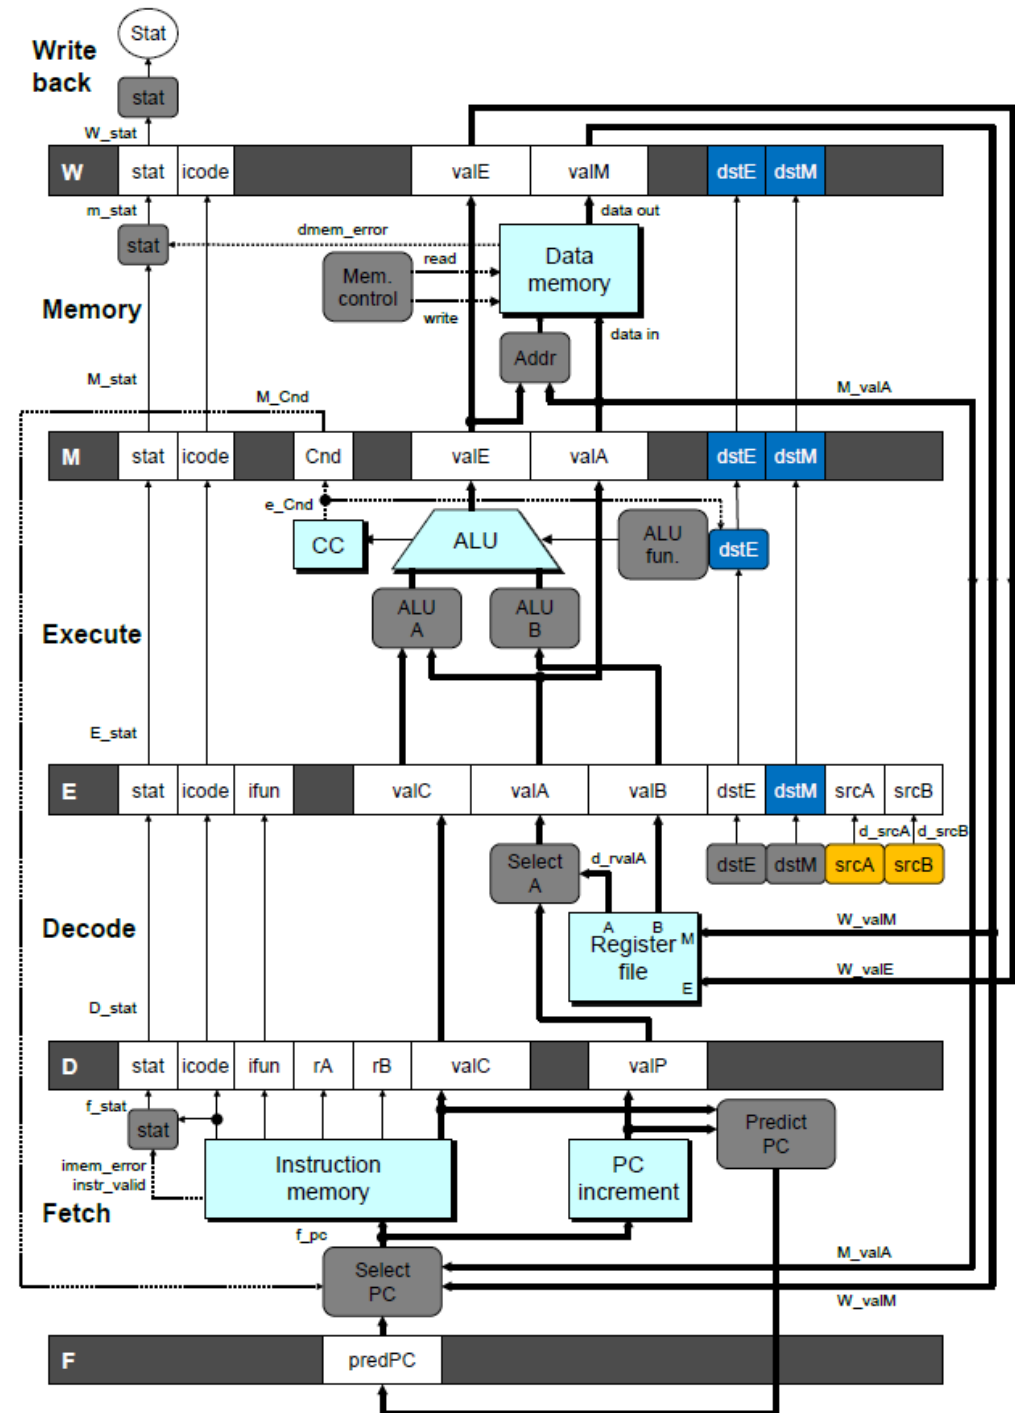 Stat
Write
back
stat
W_stat
W stat icode valE valM dstE dstM
m_stat
data out
dmem_error
stat
read
Data
memory
Mem.
control
Memory
write
data in
Addr
M_stat
M_Cnd
M_valA
M stat icode Cnd valE valA dstE dstM
e_Cnd
CC
ALU
ALU
fun.
dstE
ALU
A
ALU
B
Execute
E_stat
E stat icode ifun valC valA valB dstE dstM srcA srcB
d_srcA d_srcB
Select
A
d_rvalA
dstE dstM srcA srcB
Decode
A B
Register
file
M
E
W_valM
W_valE
D_stat
D stat icode ifun rA rB valC valP
f_stat
stat
Predict
PC
imem_error
instr_valid
Instruction
memory
PC
increment
Fetch
f_pc
M_valA
Select
PC
W_valM
F predPC